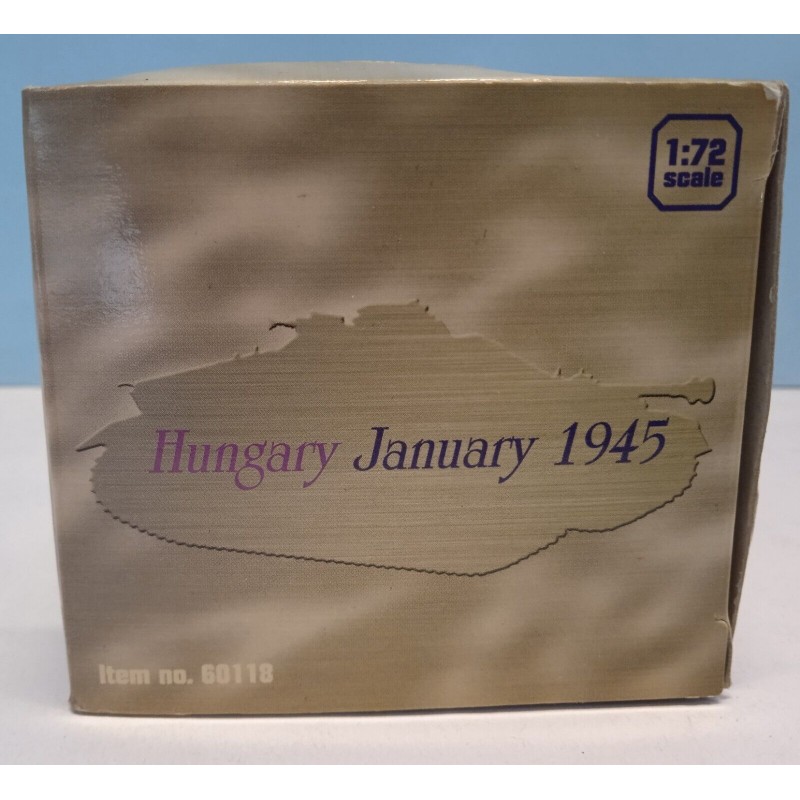 1:72
scale
Hungary January 1945
Item no. 60118